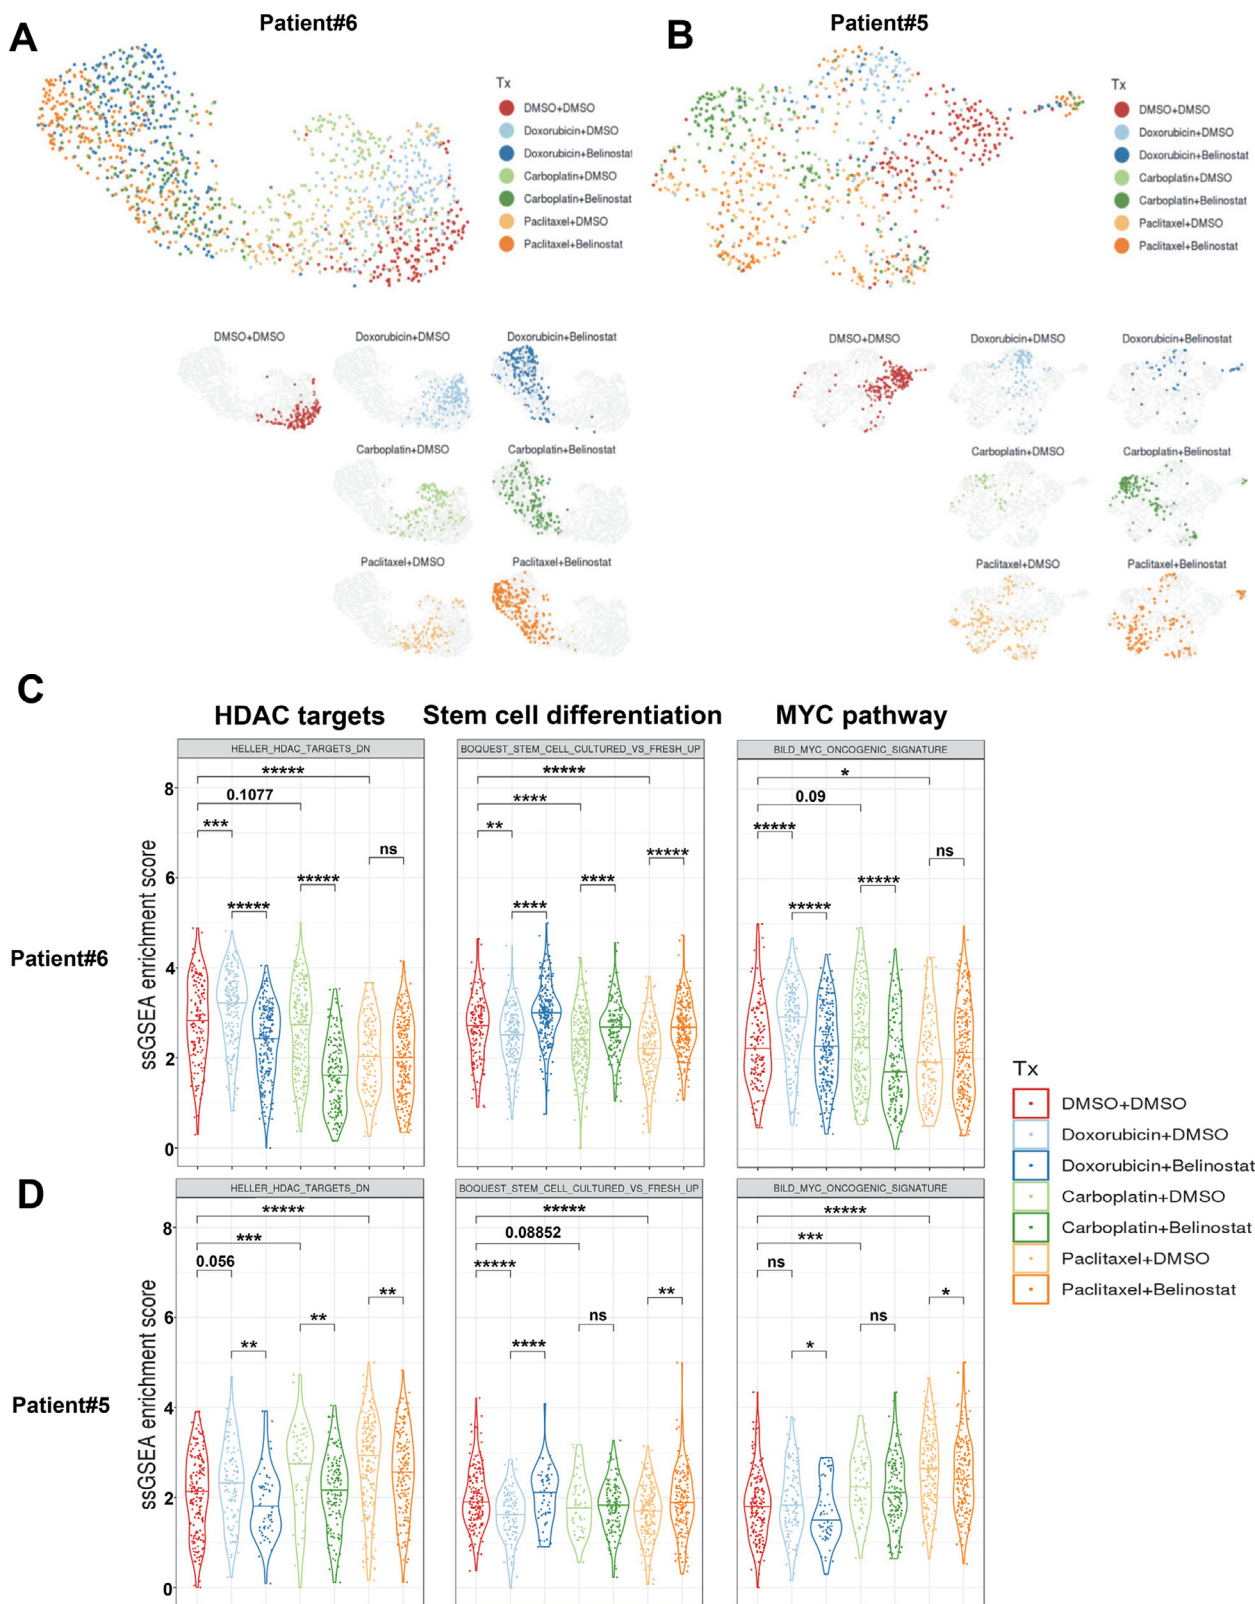 A
Patient#6
Tx
DMSO+DMSO
Doxorubicin+DMSO
Doxorubicin+Belinostat
Carboplatin+DMSO
Carboplatin+Belinostat
Paclitaxel+DMSO
Paclitaxel+Belinostat
DMSO+DMSO
Doxorubicin+DMSO
Doxorubicin+Belinostat
Carboplatin+DMSO
Carboplatin+Belinostat
Paclitaxel+DMSO
Paclitaxel+Belinostat
B
Patient#5
Tx
DMSO+DMSO
Doxorubicin+DMSO
Doxorubicin+Belinostat
Carboplatin+DMSO
Carboplatin+Belinostat
Paclitaxel+DMSO
Paclitaxel+Belinostat
DMSO+DMSO
Doxorubicin+DMSO
Doxorubicin+Belinostat
Carboplatin+DMSO
Carboplatin+Belinostat
Paclitaxel+DMSO
Paclitaxel+Belinostat
C
HDAC targets
Stem cell differentiation
MYC pathway
Patient#6
ssGSEA enrichment score
8
6
4
2
0
HELLER_HDAC_TARGETS_DN
*****
0.1077
***
*****
*****
ns
BOQUEST_STEM_CELL_CULTURED_VS_FRESH_UP
*****
****
**
****
****
*****
BILD_MYC_ONCOGENIC_SIGNATURE
*
0.09
*****
*****
*****
ns
D
Patient#5
ssGSEA enrichment score
8
6
4
2
0
HELLER_HDAC_TARGETS_DN
*****
***
0.056
**
**
**
BOQUEST_STEM_CELL_CULTURED_VS_FRESH_UP
*****
0.08852
*****
****
ns
**
BILD_MYC_ONCOGENIC_SIGNATURE
*****
***
ns
*
ns
*
Tx
DMSO+DMSO
Doxorubicin+DMSO
Doxorubicin+Belinostat
Carboplatin+DMSO
Carboplatin+Belinostat
Paclitaxel+DMSO
Paclitaxel+Belinostat